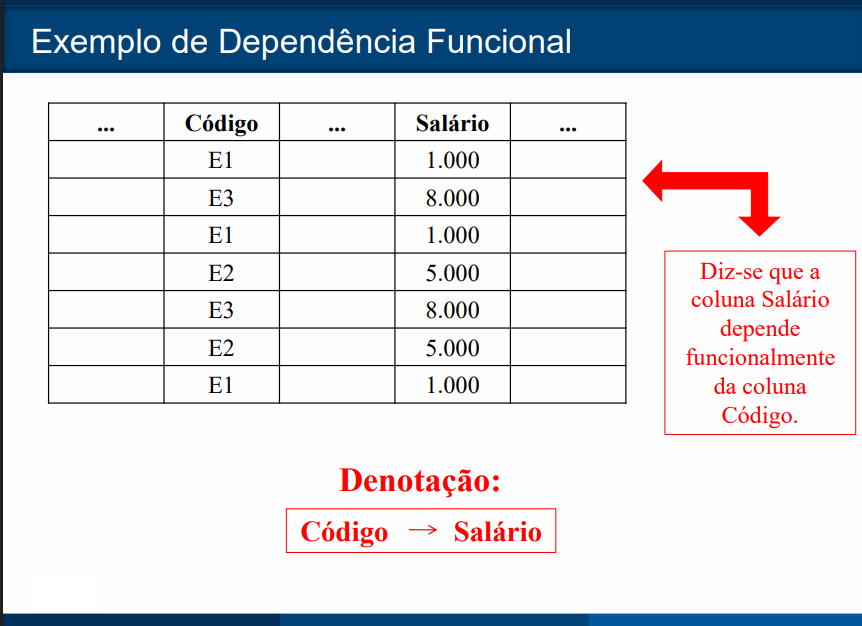 Exemplo de Dependência Funcional
... Código ... Salário ...
E1 1.000
E3 8.000
E1 1.000
E2 5.000
E3 8.000
E2 5.000
E1 1.000
Diz-se que a
coluna Salário
depende
funcionalmente
da coluna
Código.
Denotação:
Código → Salário